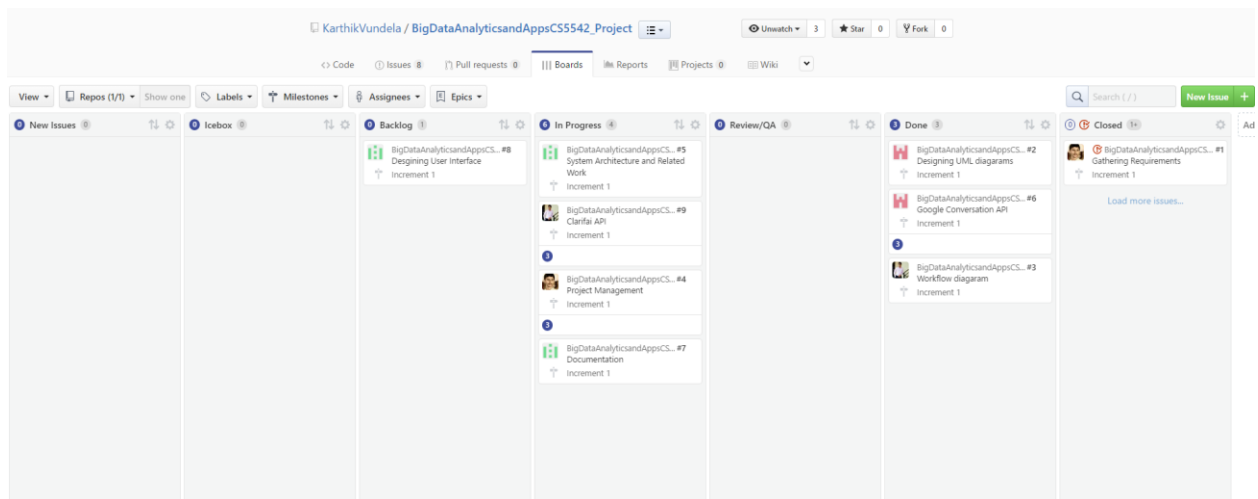 KarthikVundela / BigDataAnalyticsandAppsCS5542_Project
Unwatch 3 Star 0 Fork 0
Code Issues 8 Pull requests 0 Boards Reports Projects 0 Wiki
View Repos (1/1) Show one Labels Milestones Assignees Epics Search ( / ) New Issue +
0 New Issues 0
0 Icebox 0
0 Backlog 1
BigDataAnalyticsandAppsCS... #8
Desgining User Interface
Increment 1
6 In Progress 4
BigDataAnalyticsandAppsCS... #5
System Architecture and Related
Work
Increment 1
BigDataAnalyticsandAppsCS... #9
Clarifai API
Increment 1
3
BigDataAnalyticsandAppsCS... #4
Project Management
Increment 1
3
BigDataAnalyticsandAppsCS... #7
Documentation
Increment 1
0 Review/QA 0
3 Done 3
BigDataAnalyticsandAppsCS... #2
Designing UML diagarams
Increment 1
BigDataAnalyticsandAppsCS... #6
Google Conversation API
Increment 1
3
BigDataAnalyticsandAppsCS... #3
Workflow diagaram
Increment 1
0 Closed 1+
BigDataAnalyticsandAppsCS... #1
Gathering Requirements
Increment 1
Load more issues...
Ad